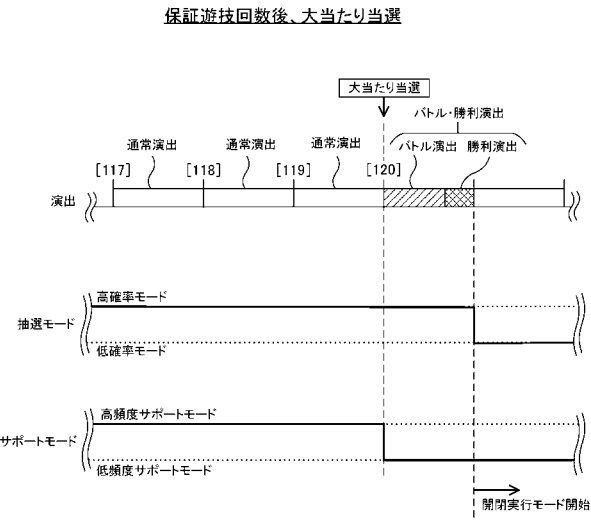 保証遊技回数後、大当たり当選
大当たり当選
バトル・勝利演出
通常演出 通常演出 通常演出 バトル演出 勝利演出
[117] [118] [119] [120]
演出
高確率モード
抽選モード
低確率モード
高頻度サポートモード
サポートモード
低頻度サポートモード
開閉実行モード開始